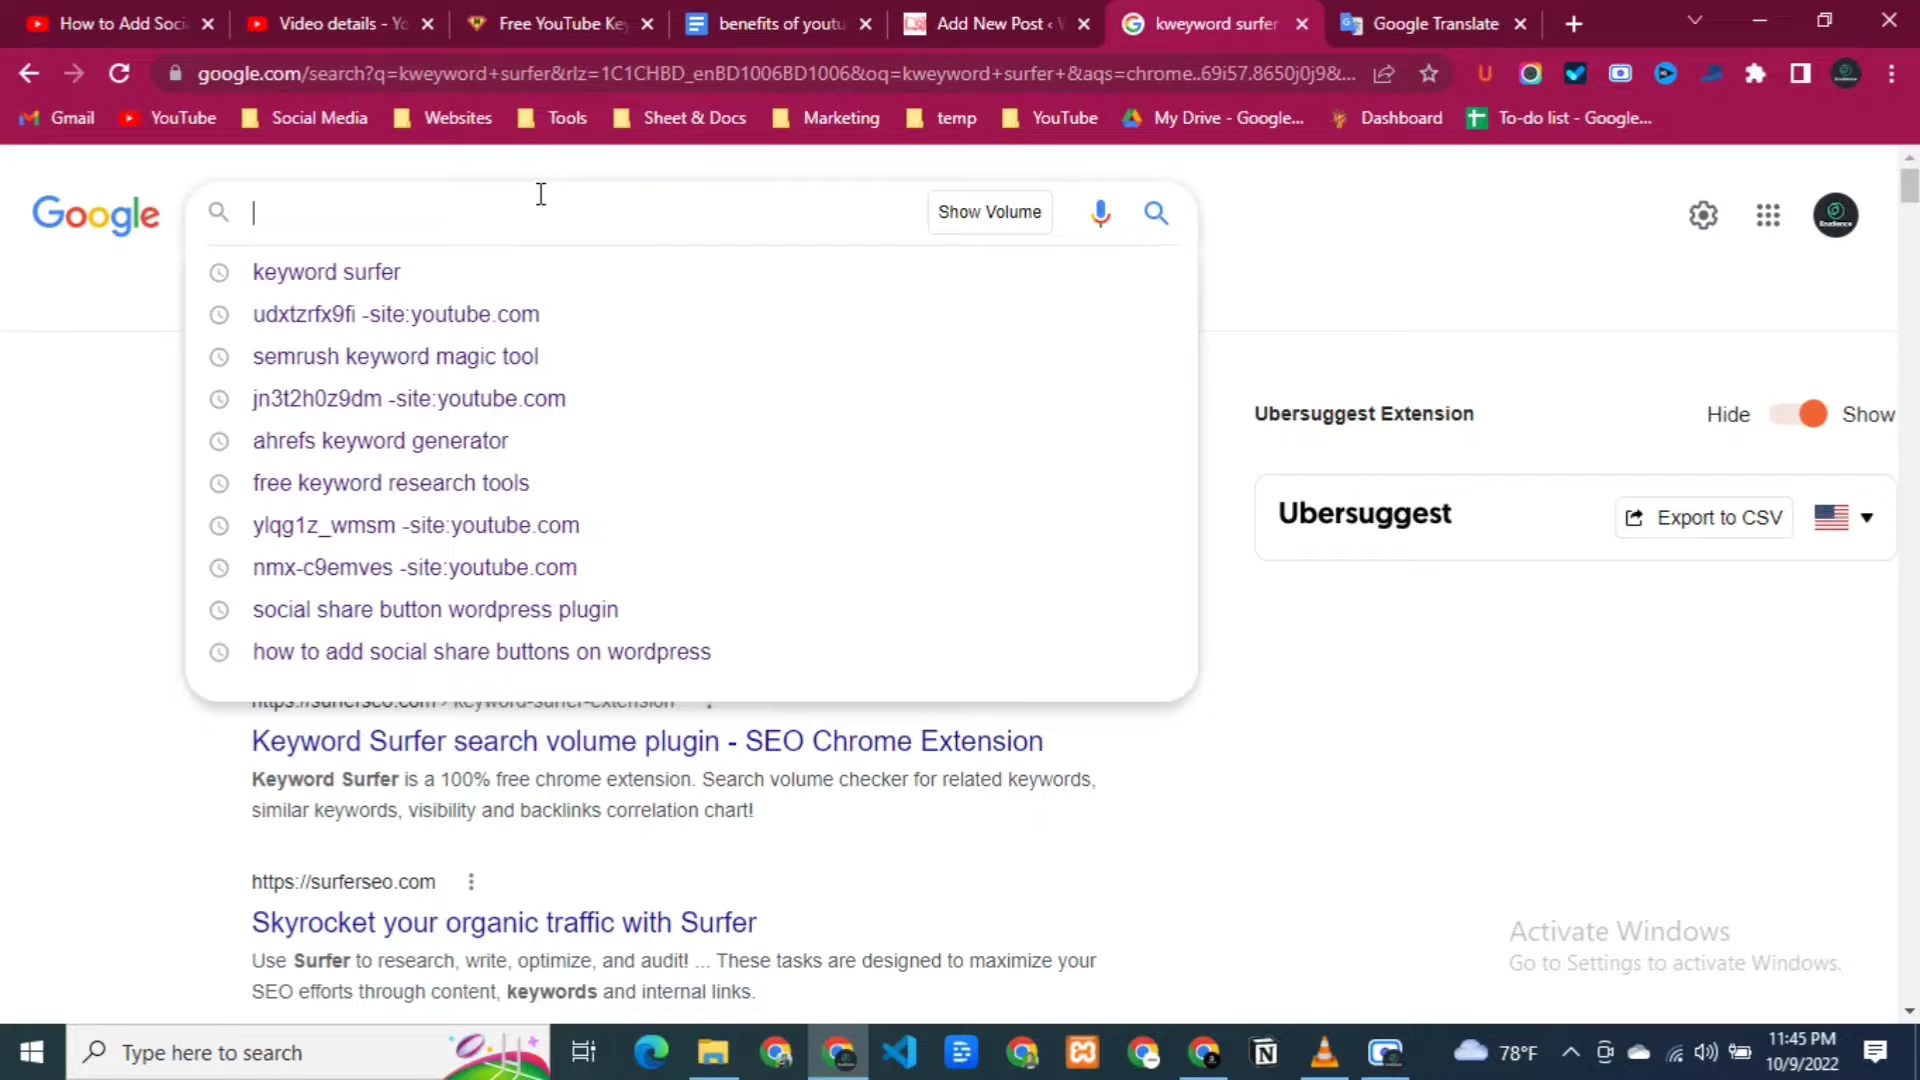 How to Add Soci
Video details - Yo
Free YouTube Key
benefits of youtu
Add New Post ‹ W
kweyword surfer
Google Translate
google.com/search?q=kweyword+surfer&rlz=1C1CHBD_enBD1006BD1006&oq=kweyword+surfer+&aqs=chrome..69i57.8650j0j9&...
Gmail
YouTube
Social Media
Websites
Tools
Sheet & Docs
Marketing
temp
YouTube
My Drive - Google...
Dashboard
To-do list - Google...
Google
Show Volume
keyword surfer
udxtzrfx9fi -site:youtube.com
semrush keyword magic tool
jn3t2h0z9dm -site:youtube.com
ahrefs keyword generator
free keyword research tools
ylqg1z_wmsm -site:youtube.com
nmx-c9emves -site:youtube.com
social share button wordpress plugin
how to add social share buttons on wordpress
Ubersuggest Extension
Hide
Show
Ubersuggest
Export to CSV
https://surferseo.com › keyword-surfer-extension
Keyword Surfer search volume plugin - SEO Chrome Extension
Keyword Surfer is a 100% free chrome extension. Search volume checker for related keywords,
similar keywords, visibility and backlinks correlation chart!
https://surferseo.com
Skyrocket your organic traffic with Surfer
Use Surfer to research, write, optimize, and audit! ... These tasks are designed to maximize your
SEO efforts through content, keywords and internal links.
Activate Windows
Go to Settings to activate Windows.
Type here to search
78°F
11:45 PM
10/9/2022